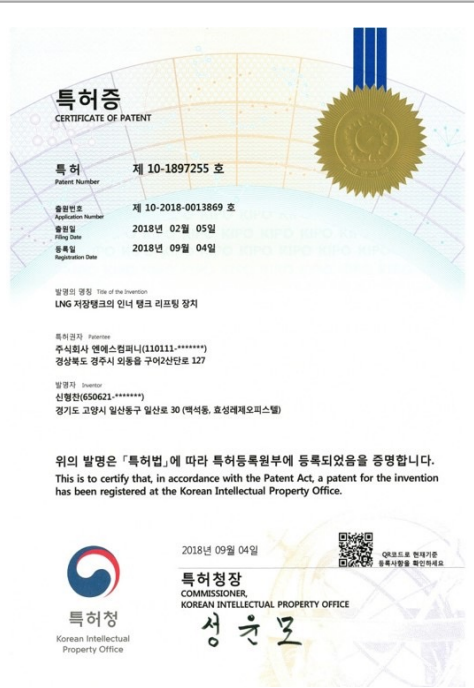 특허증
CERTIFICATE OF PATENT
특 허 제 10-1897255 호
Patent Number
출원번호 제 10-2018-0013869 호
Application Number
출원일 2018년 02월 05일
Filing Date
등록일 2018년 09월 04일
Registration Date
발명의 명칭 Title of the Invention
LNG 저장탱크의 인너 탱크 리프팅 장치
특허권자 Patentee
주식회사 엔에스컴퍼니(110111-*******)
경상북도 경주시 외동읍 구어2산단로 127
발명자 Inventor
신형찬(650621-*******)
경기도 고양시 일산동구 일산로 30 (백석동, 효성레제오피스텔)
위의 발명은 「특허법」에 따라 특허등록원부에 등록되었음을 증명합니다.
This is to certify that, in accordance with the Patent Act, a patent for the invention
has been registered at the Korean Intellectual Property Office.
2018년 09월 04일
QR코드로 현재기준
등록사항을 확인하세요
특허청장
COMMISSIONER,
KOREAN INTELLECTUAL PROPERTY OFFICE
성윤모
특허청
Korean Intellectual
Property Office